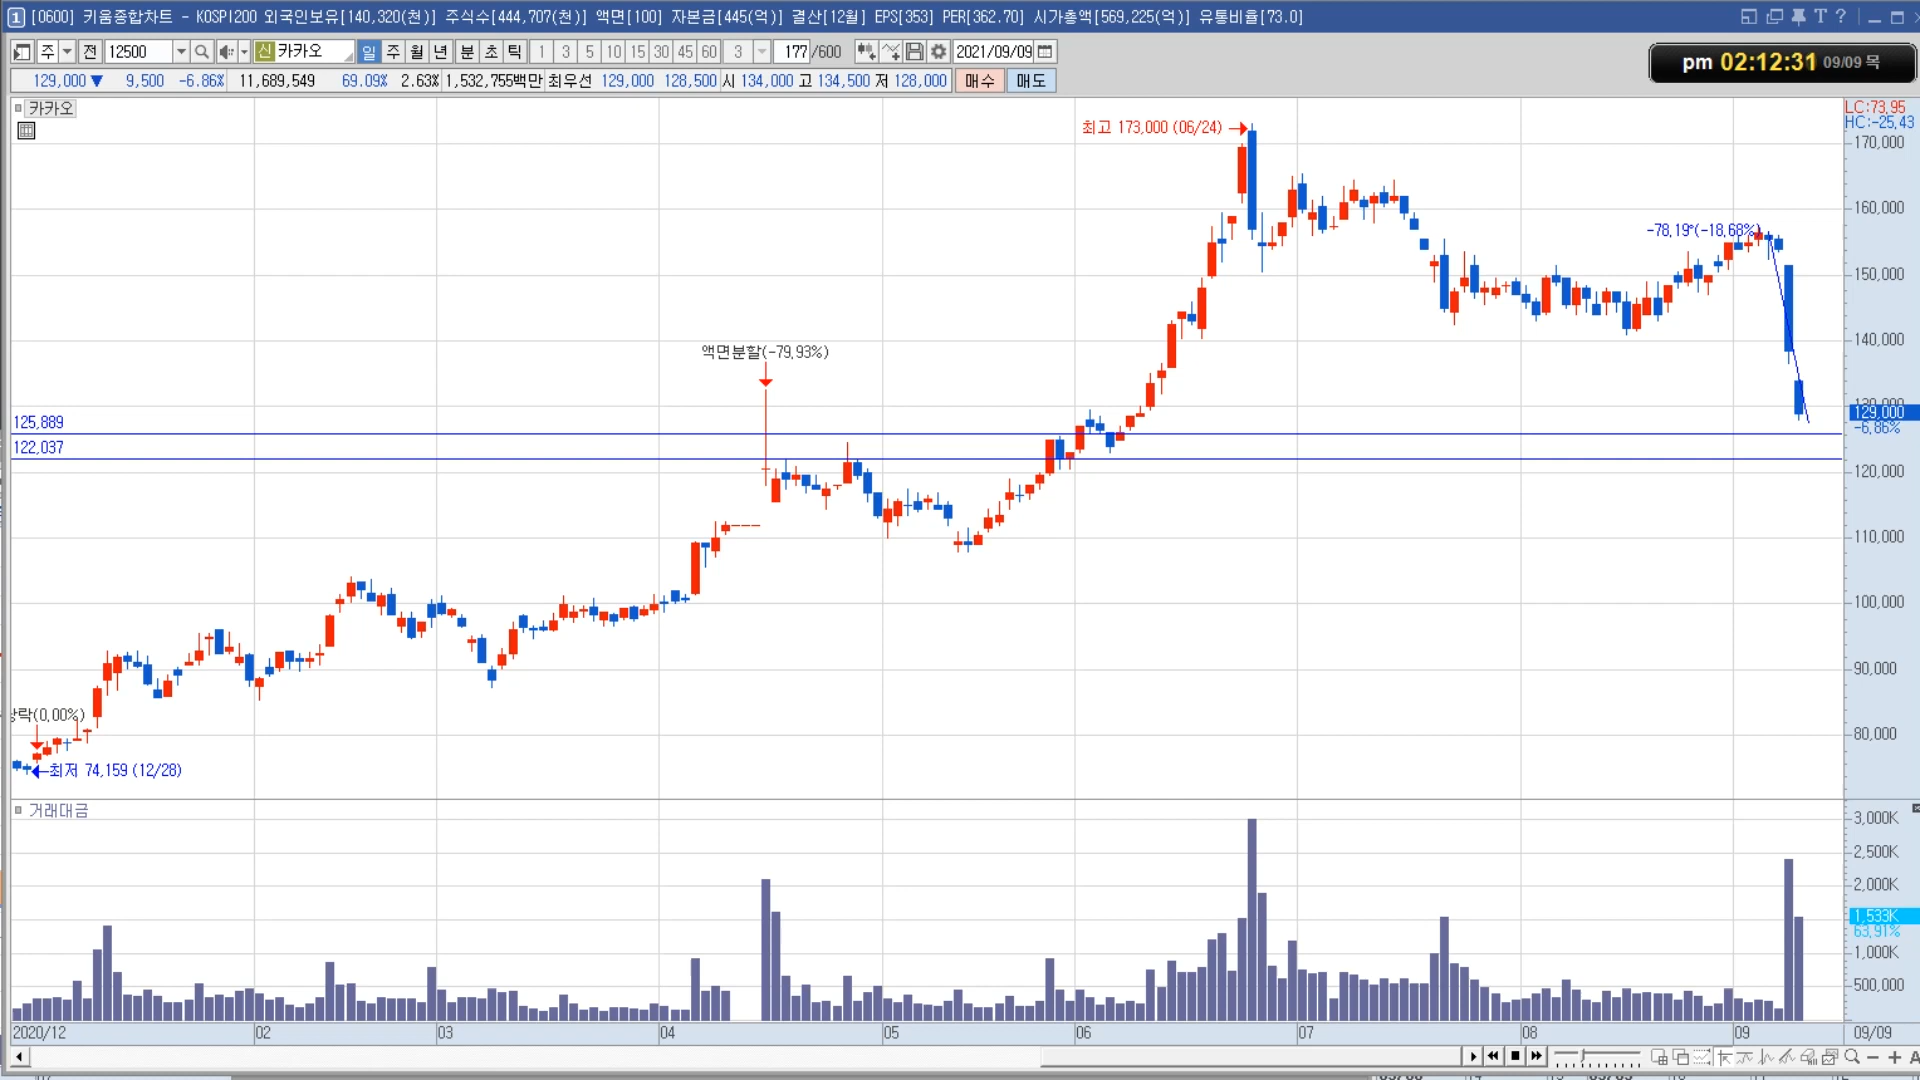 1 [0600] 키움종합차트 - KOSPI200 외국인보유[140,320(천)] 주식수[444,707(천)] 액면[100] 자본금[445(억)] 결산[12월] EPS[353] PER[362.70] 시가총액[569,225(억)] 유통비율[73.0]
주 전 12500 신 카카오 일 주 월 년 분 초 틱 1 3 5 10 15 30 45 60 3 177 /600 2021/09/09
pm 02:12:31 09/09 목
129,000 ▼ 9,500 -6.86% 11,689,549 69.09% 2.63% 1,532,755백만 최우선 129,000 128,500 시 134,000 고 134,500 저 128,000 매수 매도
카카오
LC:73.95
HC:-25.43
최고 173,000 (06/24)
170,000
160,000
-78.19°(-18.68%)
150,000
140,000
액면분할(-79.93%)
130,000
129,000
-6.86%
125,889
122,037
120,000
110,000
100,000
90,000
락(0.00%)
80,000
최저 74,159 (12/28)
거래대금
3,000K
2,500K
2,000K
1,533K
63.91%
1,000K
500,000
2020/12 02 03 04 05 06 07 08 09 09/09